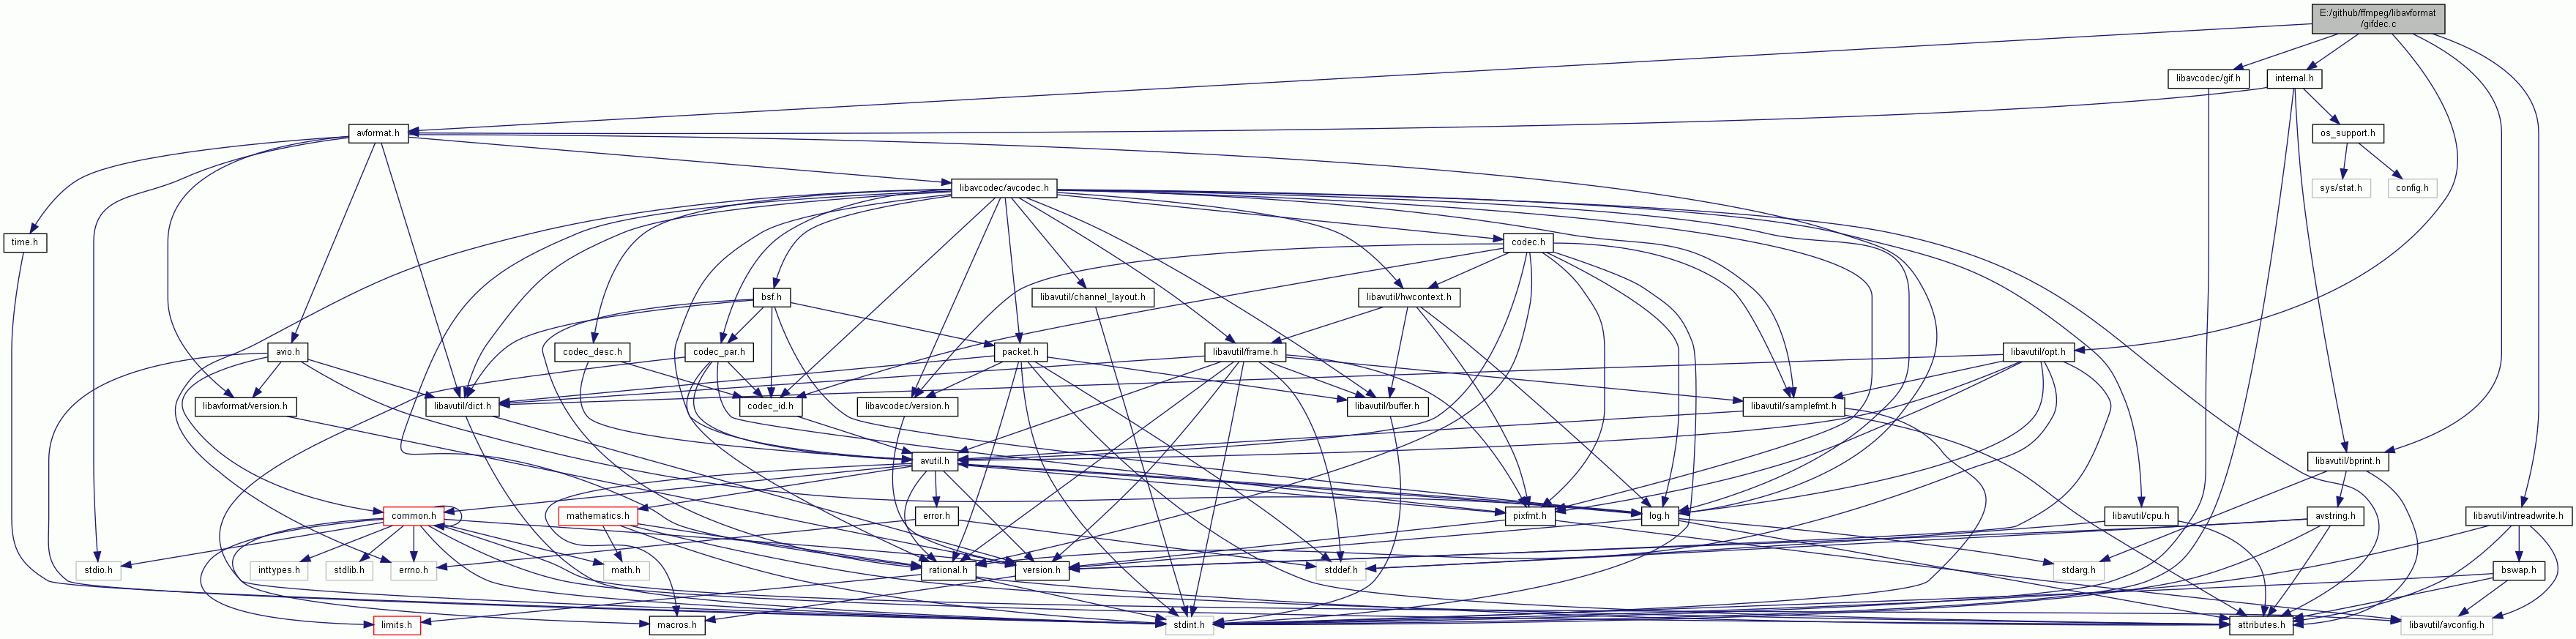 E:/github/ffmpeg/libavformat
/gifdec.c
libavcodec/gif.h
internal.h
avformat.h
os_support.h
libavcodec/avcodec.h
sys/stat.h
config.h
time.h
codec.h
bsf.h
libavutil/channel_layout.h
libavutil/hwcontext.h
avio.h
codec_desc.h
codec_par.h
packet.h
libavutil/frame.h
libavutil/opt.h
libavformat/version.h
libavutil/dict.h
codec_id.h
libavcodec/version.h
libavutil/buffer.h
libavutil/samplefmt.h
avutil.h
libavutil/bprint.h
common.h
mathematics.h
error.h
pixfmt.h
log.h
libavutil/cpu.h
avstring.h
libavutil/intreadwrite.h
stdio.h
inttypes.h
stdlib.h
errno.h
math.h
rational.h
version.h
stddef.h
stdarg.h
bswap.h
limits.h
macros.h
stdint.h
attributes.h
libavutil/avconfig.h